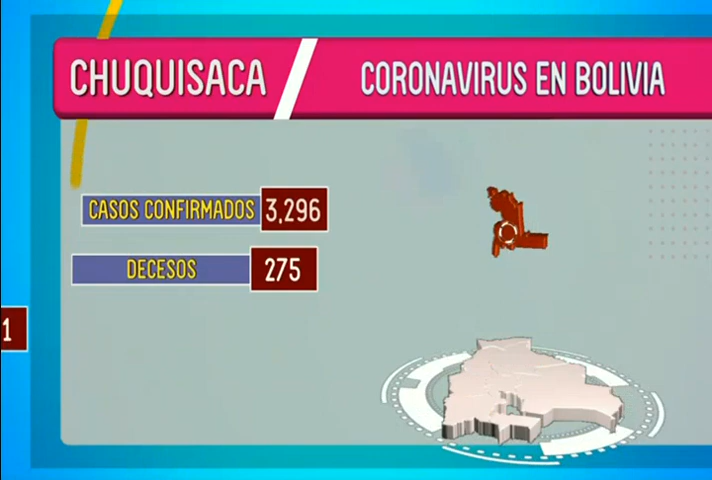 CHUQUISACA
CORONAVIRUS EN BOLIVIA
CASOS CONFIRMADOS 3,296
DECESOS 275
1